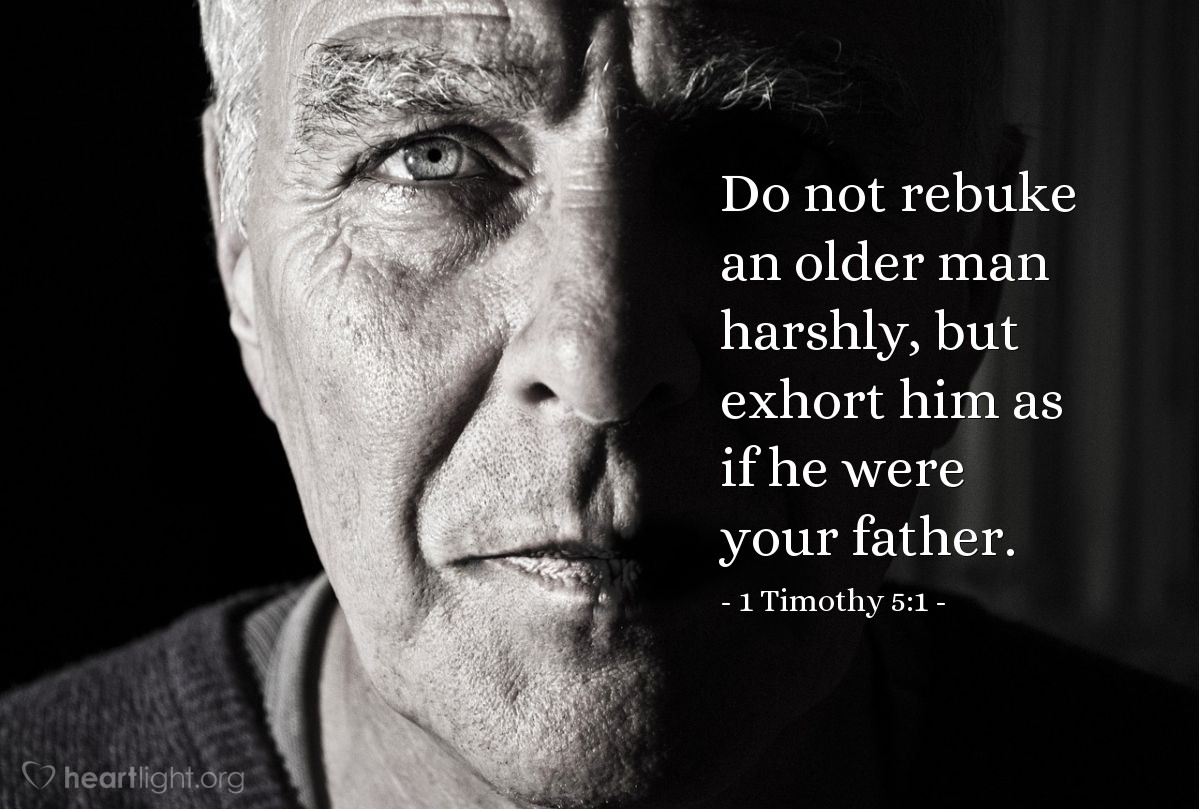 Do not rebuke
an older man
harshly, but
exhort him as
if he were
your father.
- 1 Timothy 5:1 -
heartlight.org